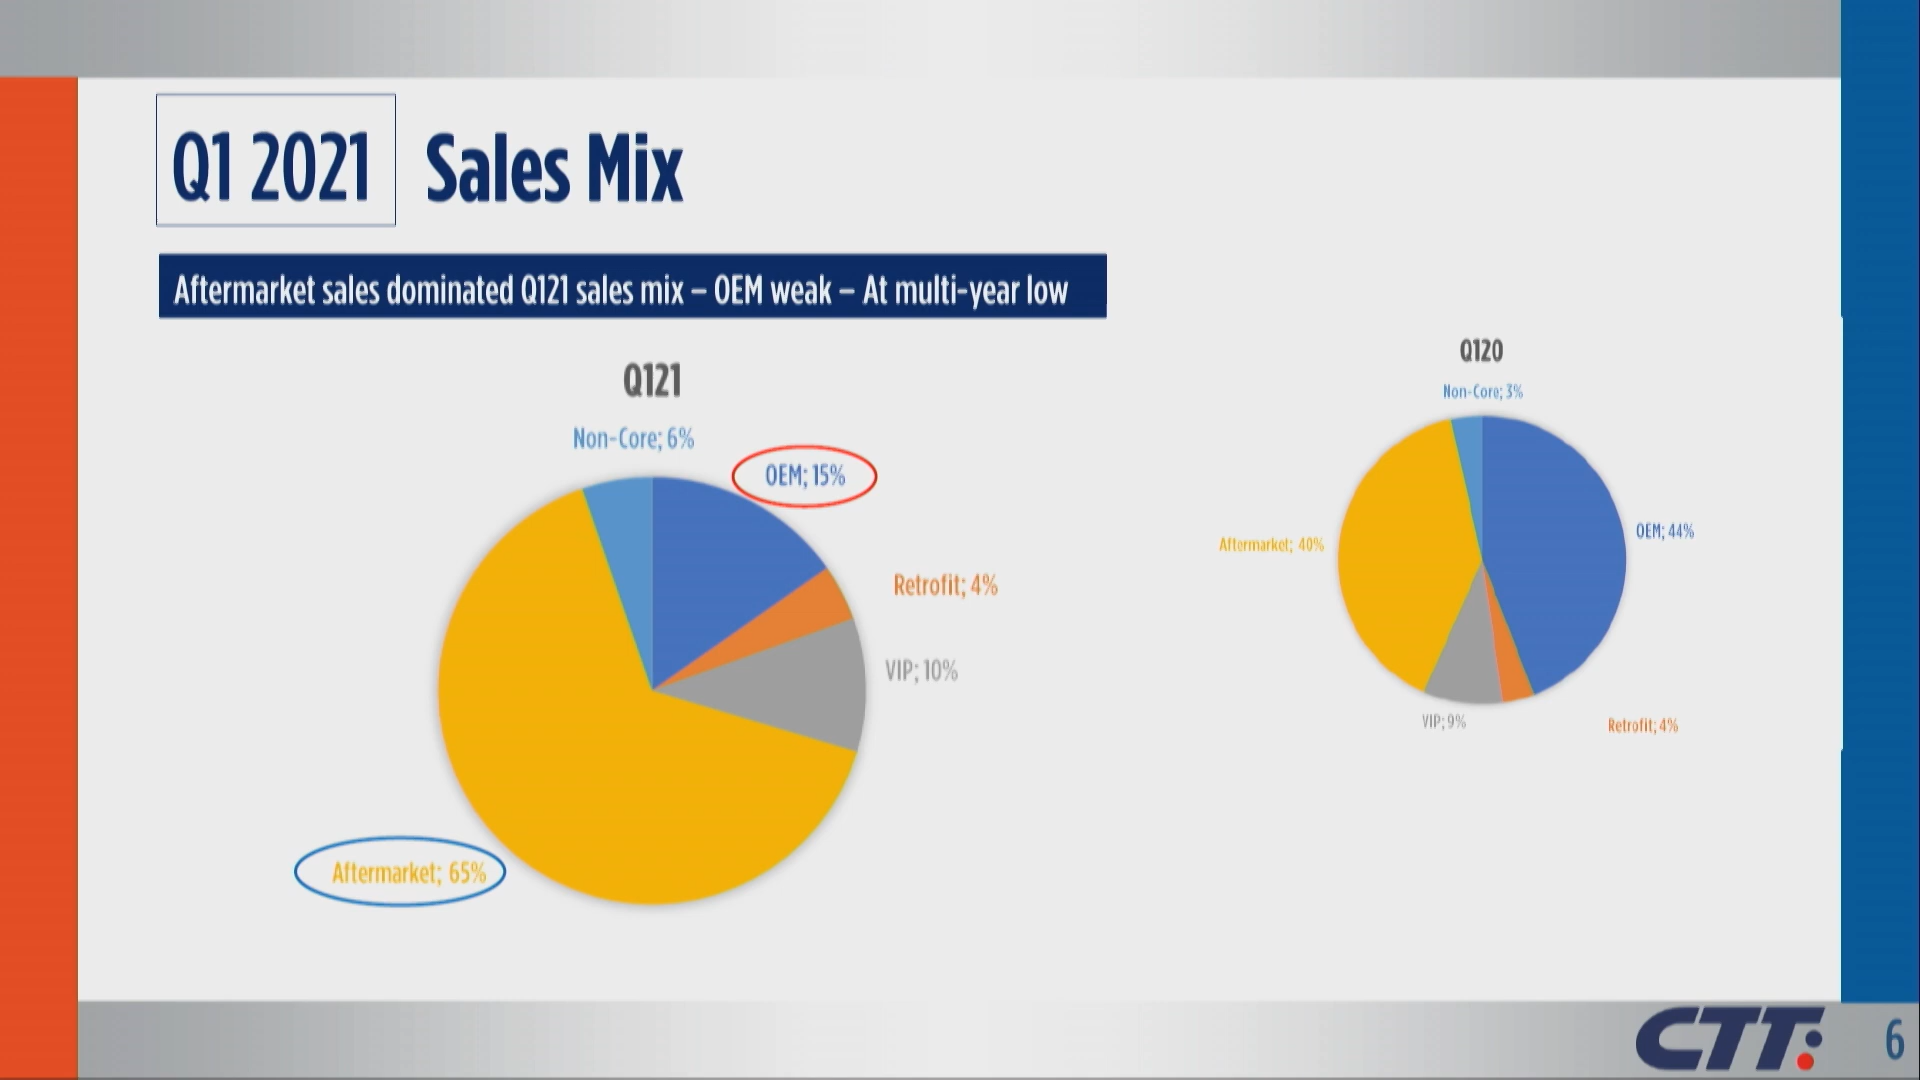 Q1 2021 Sales Mix
Aftermarket sales dominated Q121 sales mix – OEM weak – At multi-year low
Q121
Non-Core; 6%
OEM; 15%
Retrofit; 4%
VIP; 10%
Aftermarket; 65%
Q120
Non-Core; 3%
OEM; 44%
Aftermarket; 40%
VIP; 9%
Retrofit; 4%
CTT
6